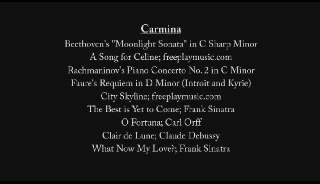 Carmina
Beethoven's "Moonlight Sonata" in C Sharp Minor
A Song for Celine; freeplaymusic.com
Rachmaninov's Piano Concerto No. 2 in C Minor
Faure's Requiem in D Minor (Introit and Kyrie)
City Skyline; freeplaymusic.com
The Best is Yet to Come; Frank Sinatra
O Fortuna; Carl Orff
Clair de Lune; Claude Debussy
What Now My Love?; Frank Sinatra